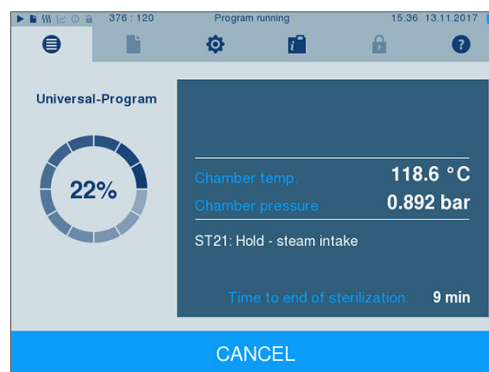 376 : 120 Program running 15:36 13.11.2017
i ?
Universal-Program
22%
Chamber temp. 118.6 °C
Chamber pressure 0.892 bar
ST21: Hold - steam intake
Time to end of sterilization: 9 min
CANCEL